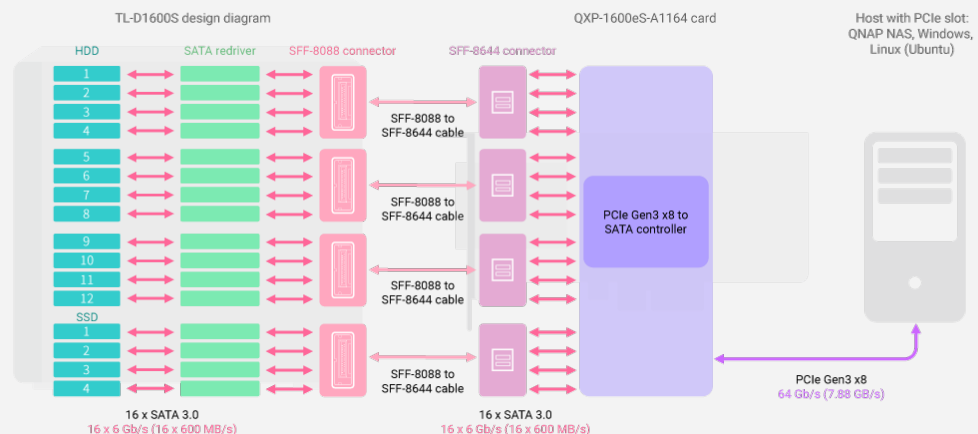 TL-D1600S design diagram
QXP-1600eS-A1164 card
Host with PCIe slot:
QNAP NAS, Windows,
Linux (Ubuntu)
HDD
SATA redriver
SFF-8088 connector
SFF-8644 connector
1
2
3
4
SFF-8088 to
SFF-8644 cable
5
6
7
8
SFF-8088 to
SFF-8644 cable
PCIe Gen3 x8 to
SATA controller
9
10
11
12
SFF-8088 to
SFF-8644 cable
SSD
1
2
3
4
SFF-8088 to
SFF-8644 cable
PCIe Gen3 x8
64 Gb/s (7.88 GB/s)
16 x SATA 3.0
16 x 6 Gb/s (16 x 600 MB/s)
16 x SATA 3.0
16 x 6 Gb/s (16 x 600 MB/s)